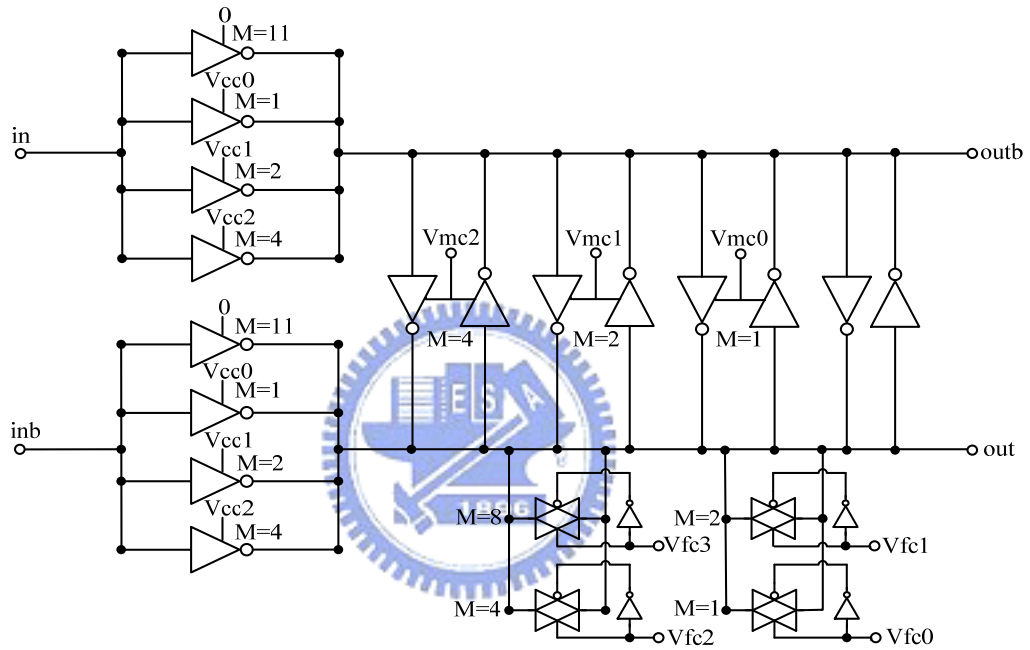 0
M=11
Vcc0
M=1
in
Vcc1
M=2
Vcc2
M=4
outb
Vmc2
Vmc1
Vmc0
M=4
M=2
M=1
0
M=11
Vcc0
M=1
inb
Vcc1
M=2
Vcc2
M=4
out
E S A
1896
M=8
Vfc3
M=2
Vfc1
M=4
Vfc2
M=1
Vfc0